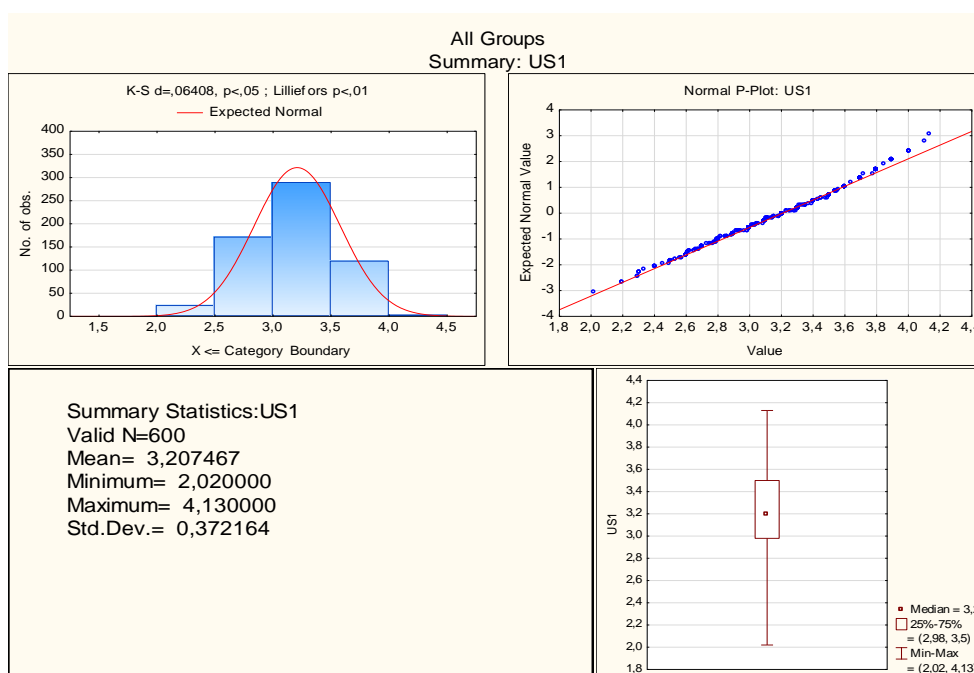 All Groups
Summary: US1
K-S d=,06408, p<,05 ; Lilliefors p<,01
Expected Normal
400
350
300
250
200
150
100
50
0
No. of obs.
1,5 2,0 2,5 3,0 3,5 4,0 4,5
X <= Category Boundary
Normal P-Plot: US1
4
3
2
1
0
-1
-2
-3
-4
Expected Normal Value
1,8 2,0 2,2 2,4 2,6 2,8 3,0 3,2 3,4 3,6 3,8 4,0 4,2
Value
Summary Statistics:US1
Valid N=600
Mean= 3,207467
Minimum= 2,020000
Maximum= 4,130000
Std.Dev.= 0,372164
4,4
4,2
4,0
3,8
3,6
3,4
3,2
3,0
2,8
2,6
2,4
2,2
2,0
1,8
US1
Median = 3,
25%-75%
= (2,98, 3,5)
Min-Max
= (2,02, 4,13